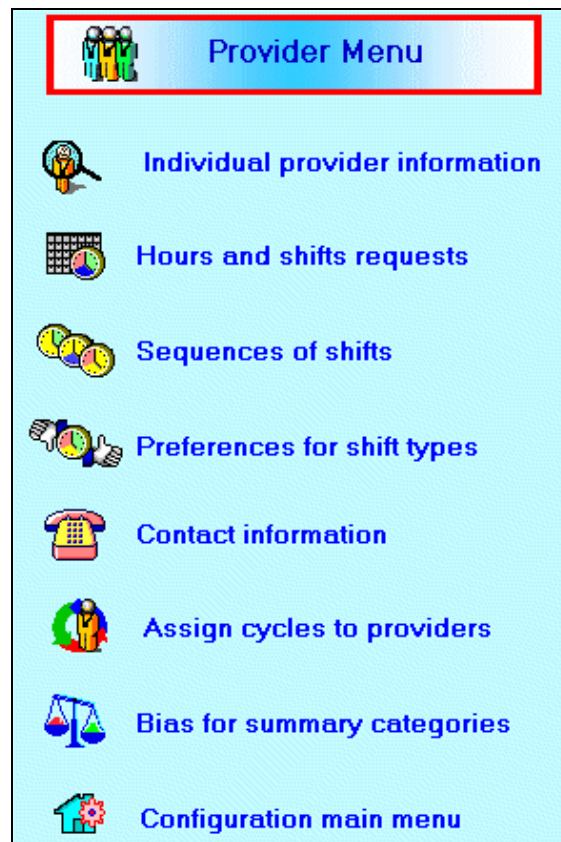 Provider Menu
Individual provider information
Hours and shifts requests
Sequences of shifts
Preferences for shift types
Contact information
Assign cycles to providers
Bias for summary categories
Configuration main menu